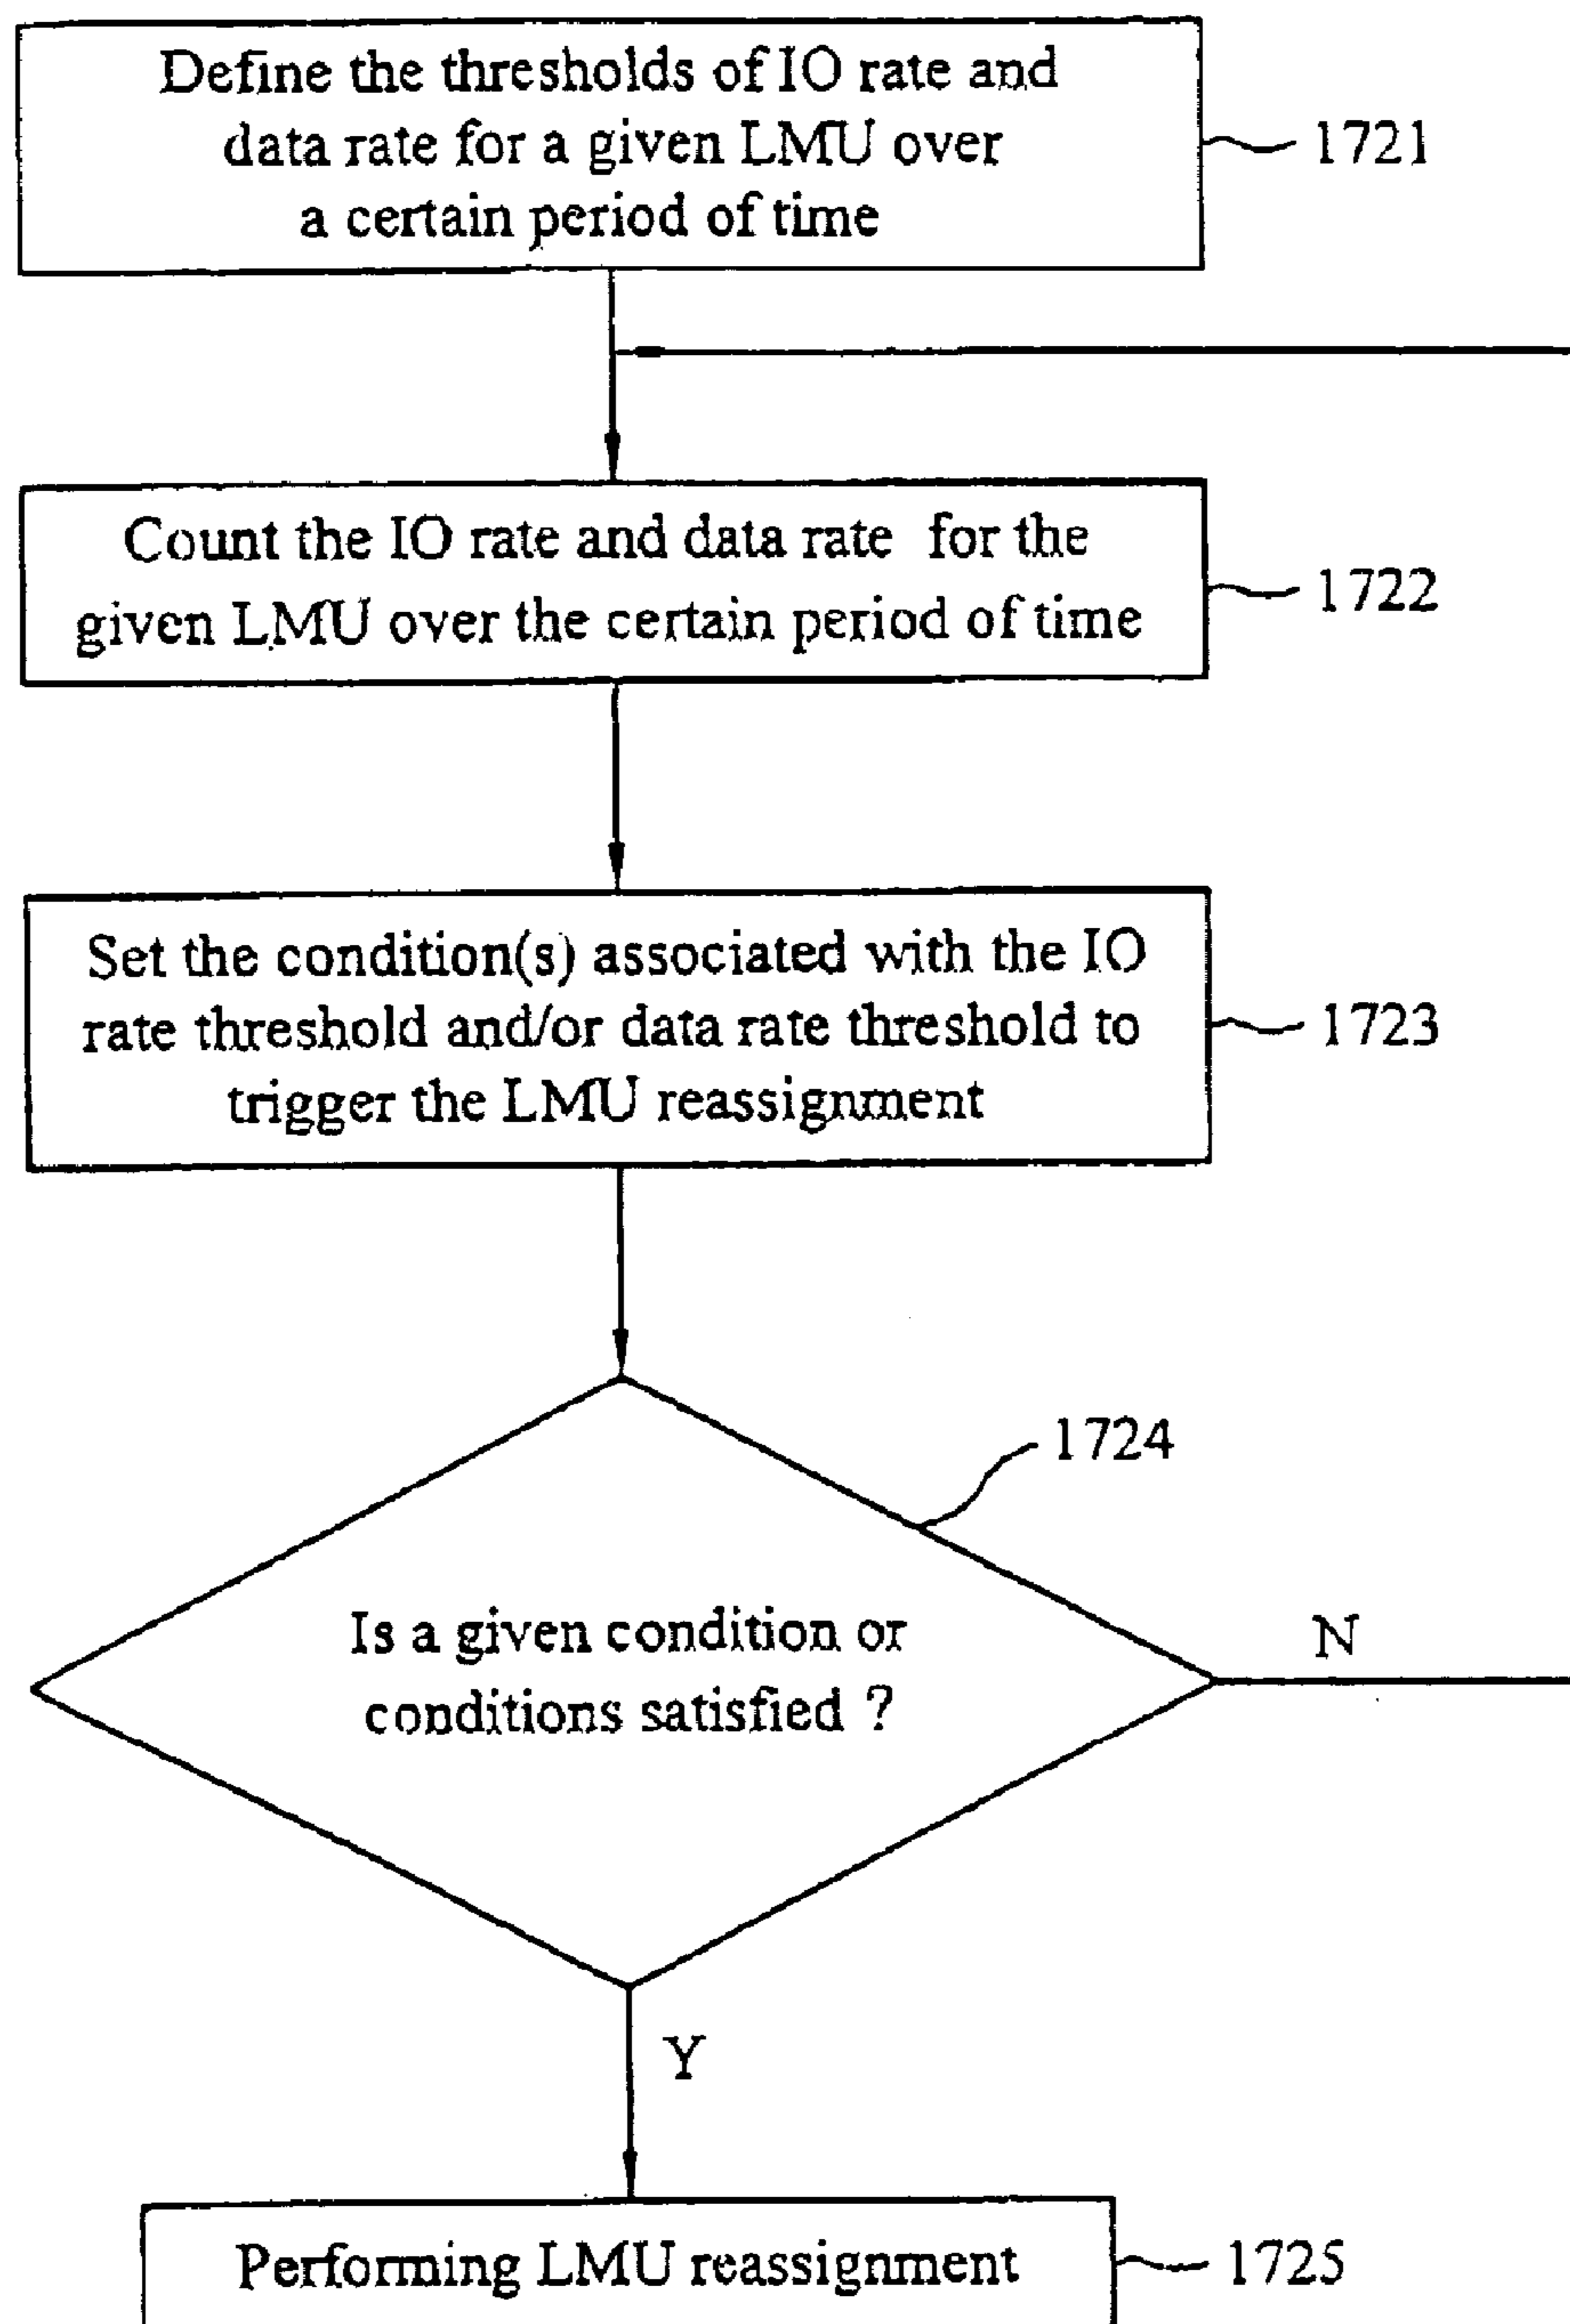 Define the thresholds of IO rate and
data rate for a given LMU over
a certain period of time
1721
Count the IO rate and data rate for the
given LMU over the certain period of time
1722
Set the condition(s) associated with the IO
rate threshold and/or data rate threshold to
trigger the LMU reassignment
1723
1724
Is a given condition or
conditions satisfied ?
N
Y
Performing LMU reassignment
1725